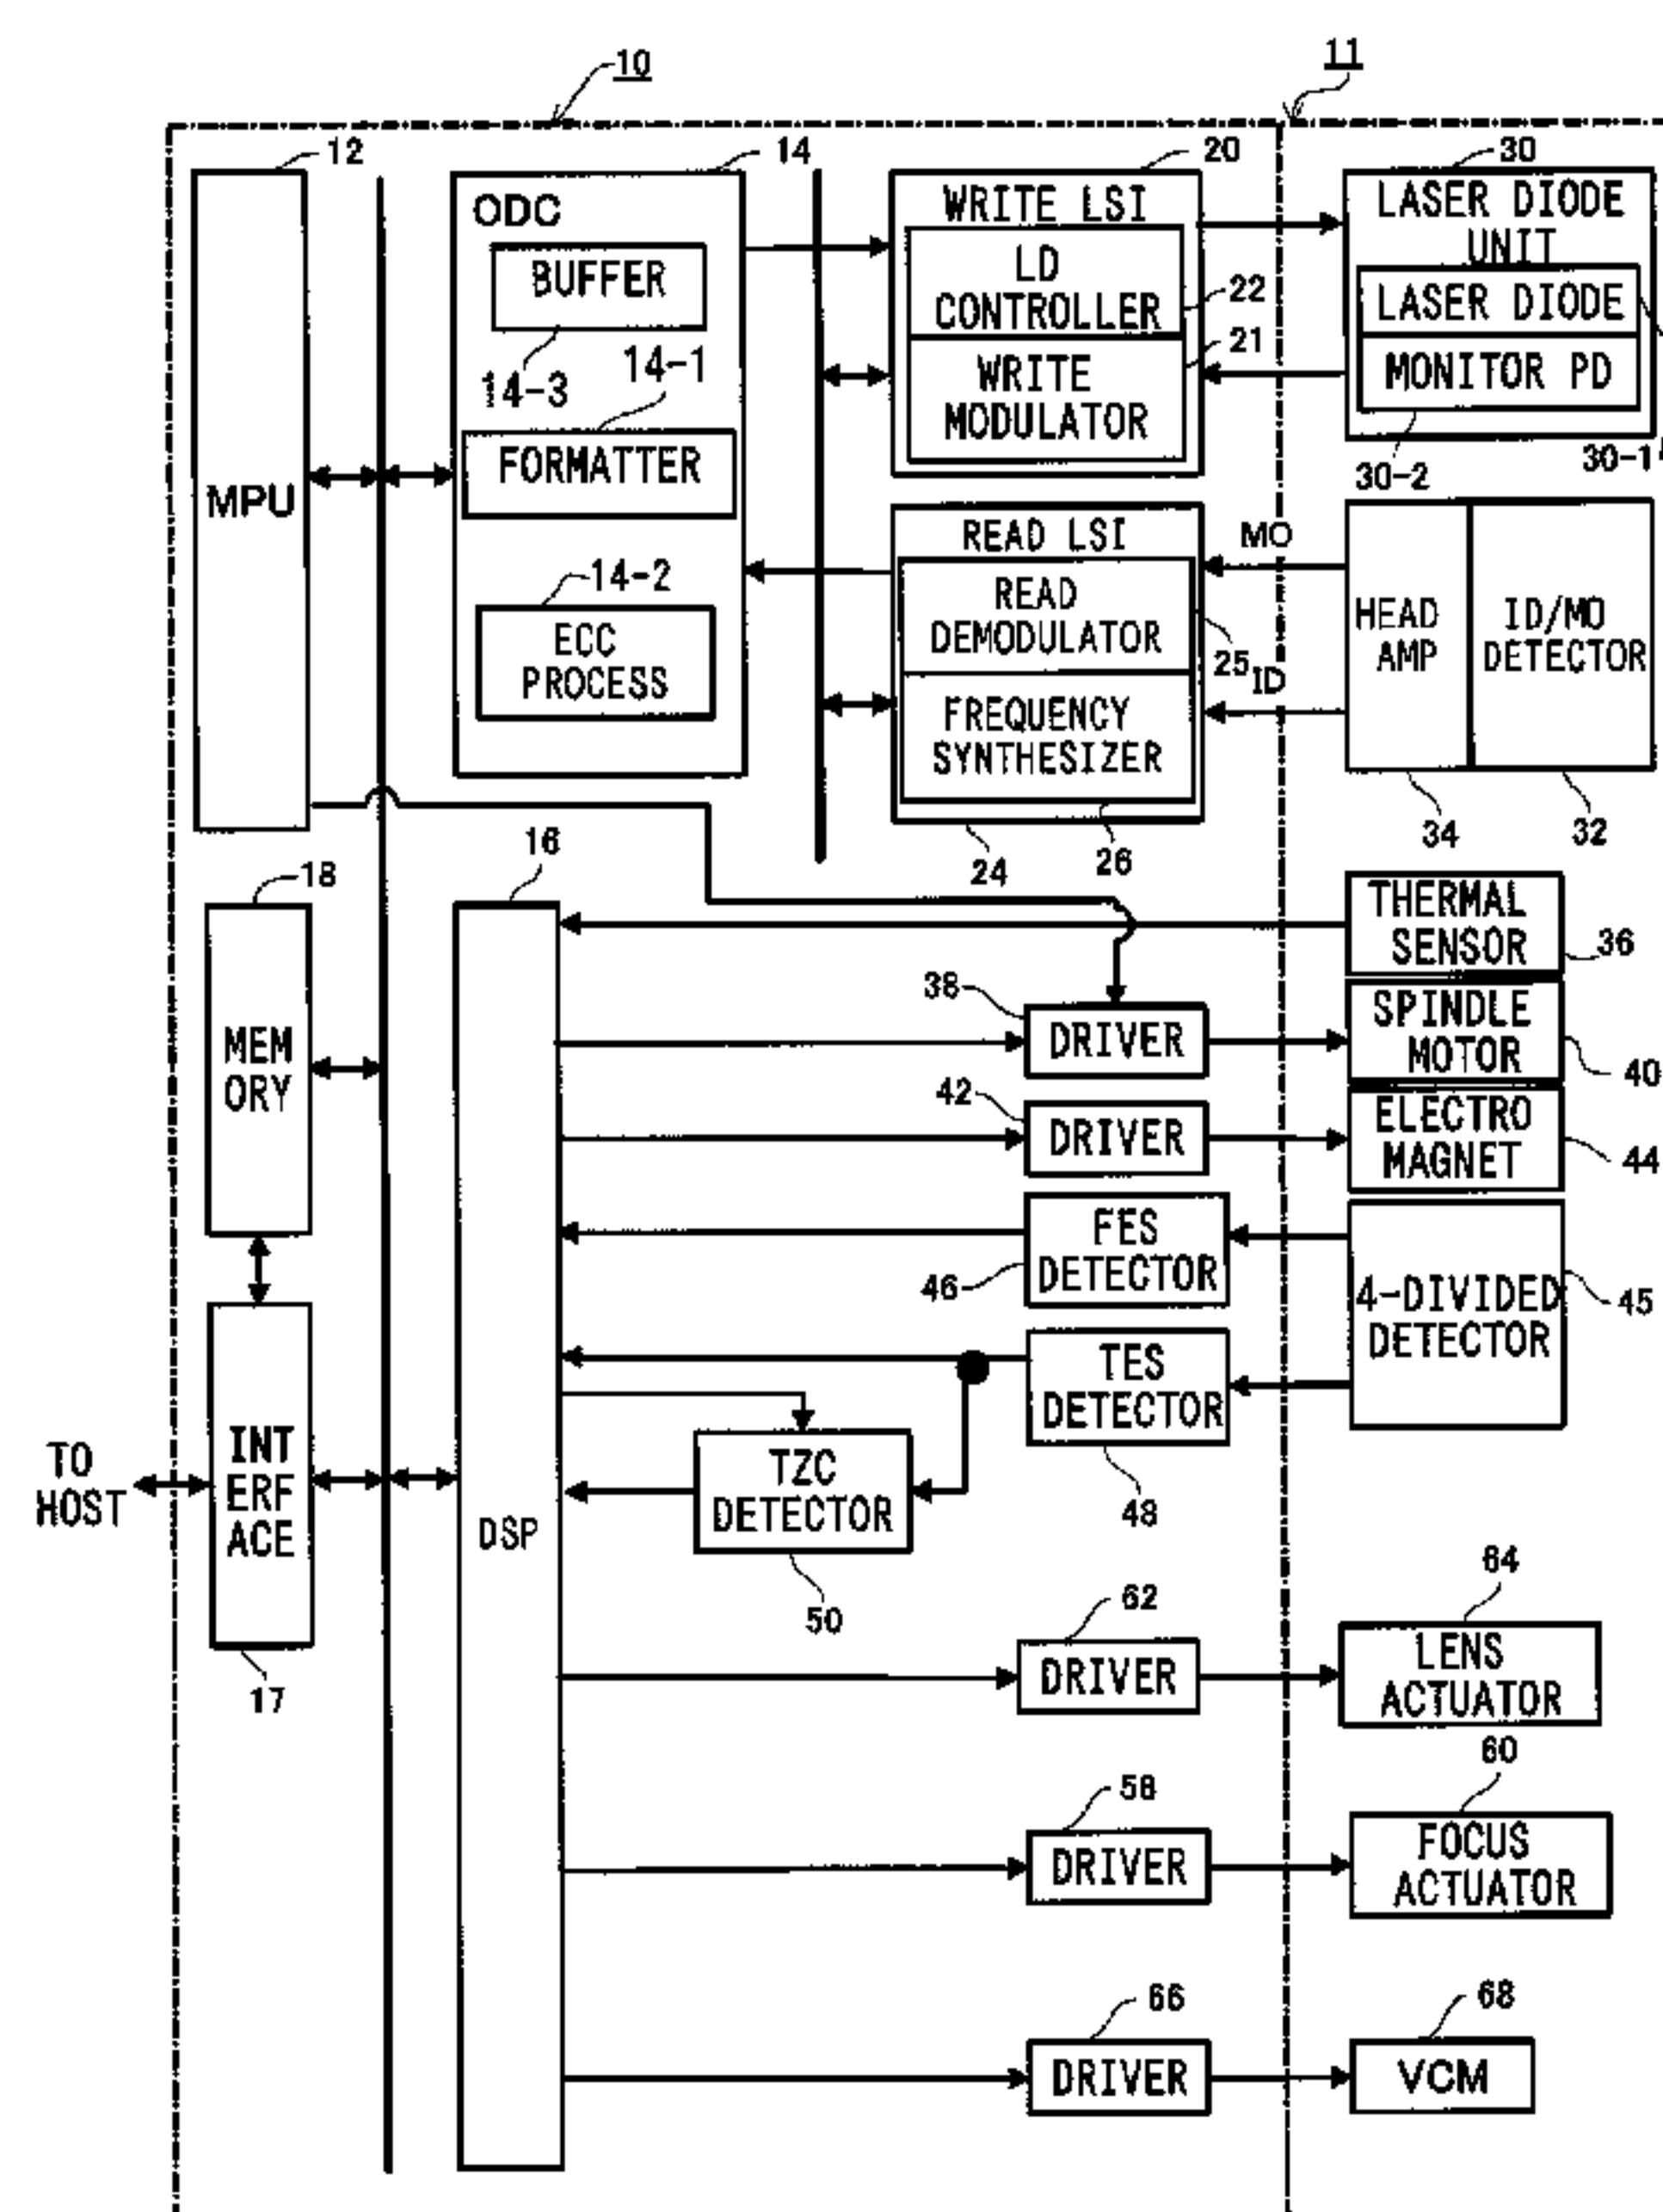 10
11
12
14
20
30
ODC
BUFFER
14-3
14-1
FORMATTER
14-2
ECC
PROCESS
MPU
WRITE LSI
LD
CONTROLLER
22
21
WRITE
MODULATOR
LASER DIODE
UNIT
LASER DIODE
MONITOR PD
30-2
30-1
READ LSI
READ
DEMODULATOR
25
FREQUENCY
SYNTHESIZER
24
26
MO
ID
HEAD
AMP
ID/MO
DETECTOR
34
32
18
16
MEM
ORY
THERMAL
SENSOR
36
38
DRIVER
SPINDLE
MOTOR
40
42
DRIVER
ELECTRO
MAGNET
44
FES
DETECTOR
46
4-DIVIDED
DETECTOR
45
TES
DETECTOR
48
TZC
DETECTOR
50
TO
HOST
INT
ERF
ACE
17
DSP
62
DRIVER
64
LENS
ACTUATOR
58
DRIVER
60
FOCUS
ACTUATOR
66
DRIVER
68
VCM